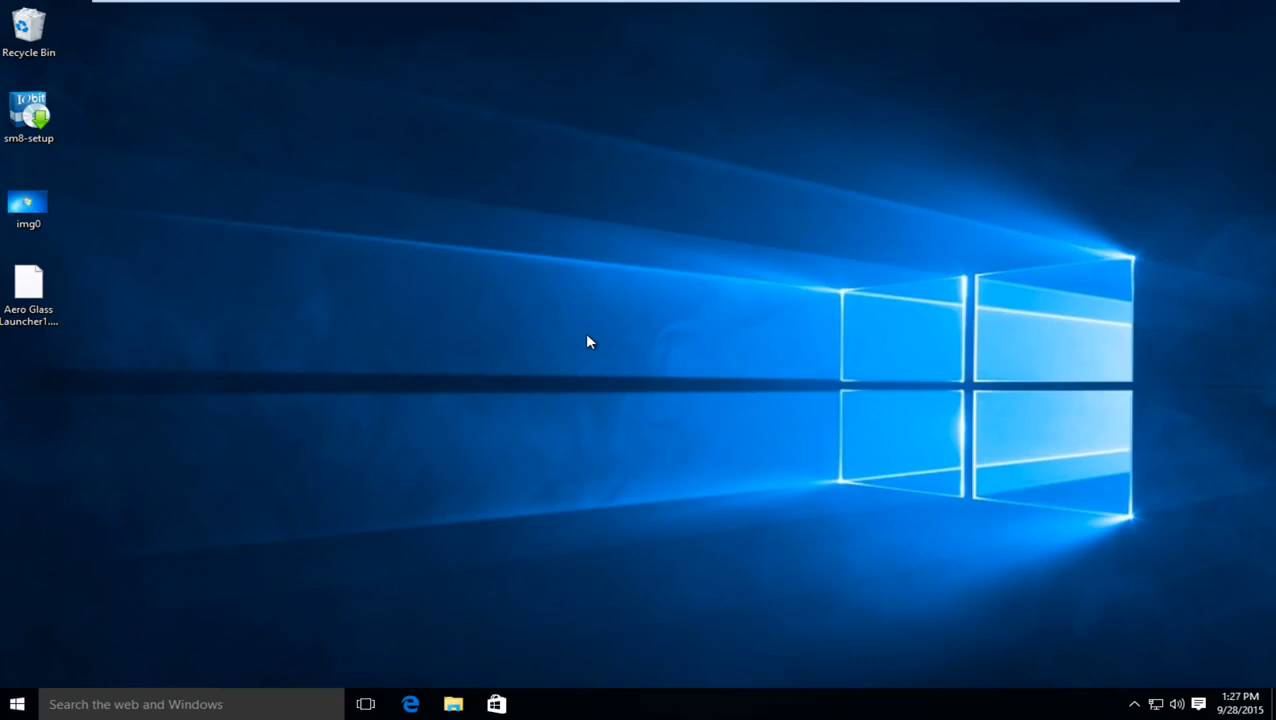 Recycle Bin
IObit
sm8-setup
img0
Aero Glass
Launcher1....
Search the web and Windows
1:27 PM
9/28/2015